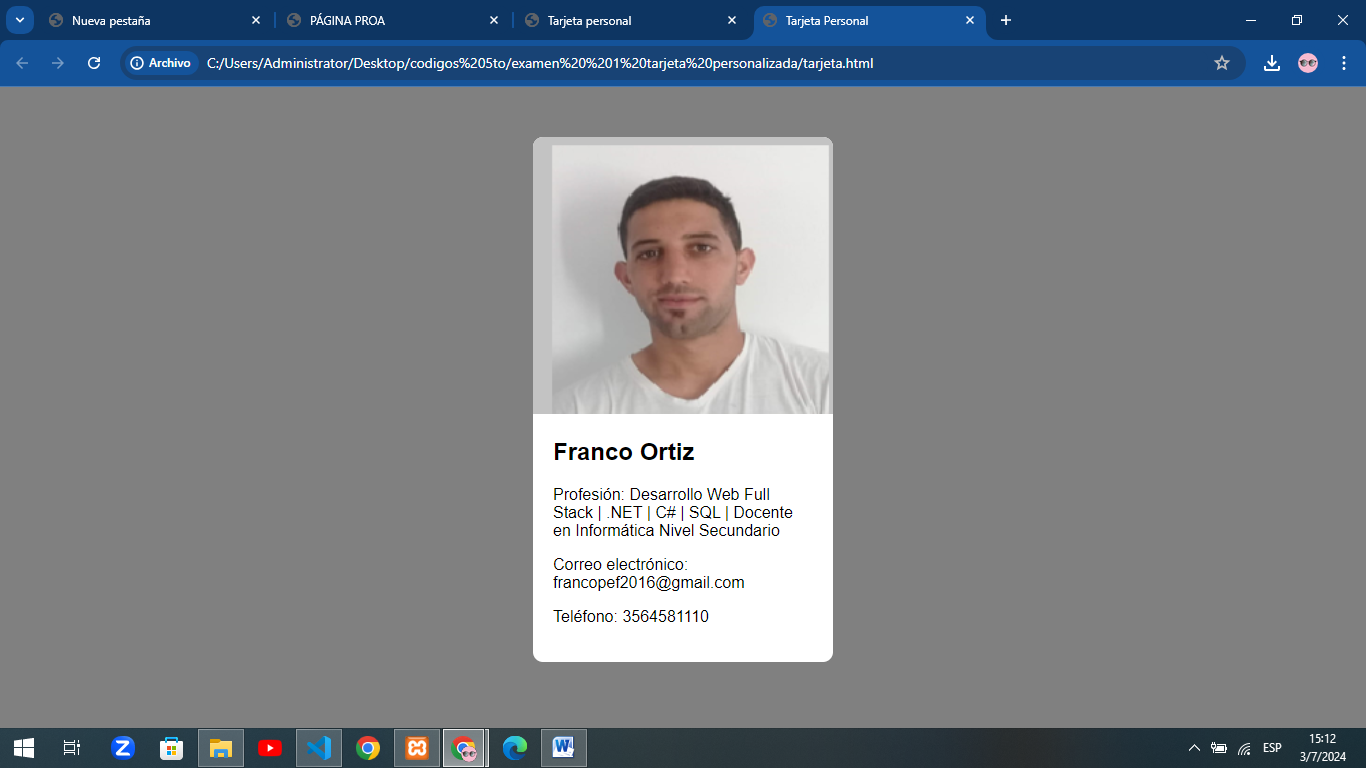 Nueva pestaña
PÁGINA PROA
Tarjeta personal
Tarjeta Personal
Archivo
C:/Users/Administrator/Desktop/codigos%205to/examen%20%201%20tarjeta%20personalizada/tarjeta.html
Franco Ortiz
Profesión: Desarrollo Web Full
Stack | .NET | C# | SQL | Docente
en Informática Nivel Secundario
Correo electrónico:
francopef2016@gmail.com
Teléfono: 3564581110
ESP
15:12
3/7/2024